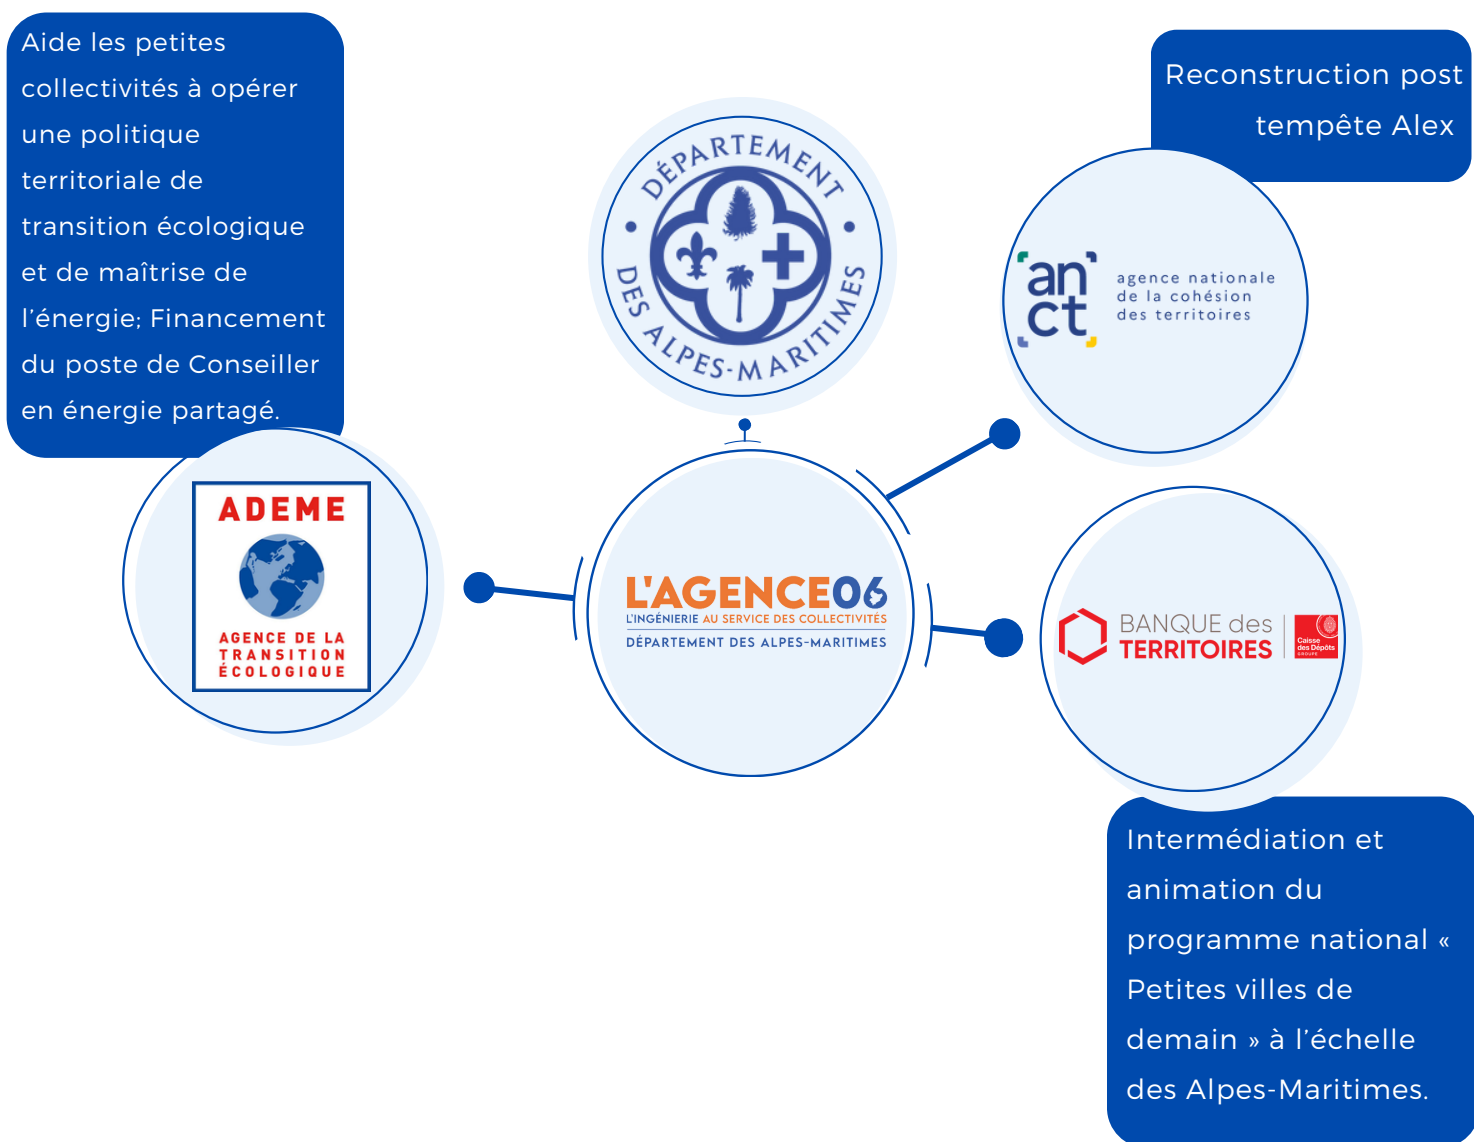 Aide les petites
collectivités à opérer
une politique
territoriale de
transition écologique
et de maîtrise de
l'énergie; Financement
du poste de Conseiller
en énergie partagé.
ADEME
AGENCE DE LA
TRANSITION
ÉCOLOGIQUE
DÉPARTEMENT
DES ALPES-MARITIMES
L'AGENCE06
L'INGÉNIERIE AU SERVICE DES COLLECTIVITÉS
DÉPARTEMENT DES ALPES-MARITIMES
Reconstruction post
tempête Alex
anct
agence nationale
de la cohésion
des territoires
BANQUE des
TERRITOIRES
Caisse
des Dépôts
GROUPE
Intermédiation et
animation du
programme national «
Petites villes de
demain » à l'échelle
des Alpes-Maritimes.